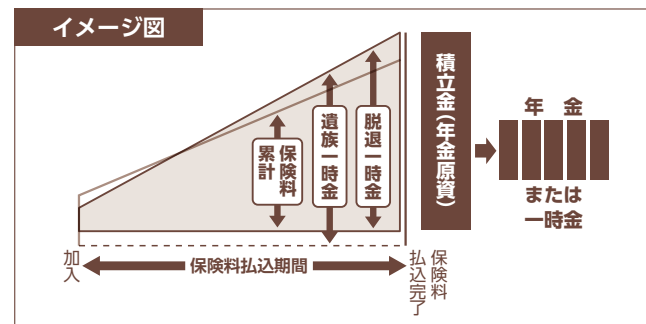 イメージ図
保険料
累計
遺族一時金
脱退一時金
積立金(年金原資)
年 金
または
一時金
加入
保険料払込期間
保険料
払込完了